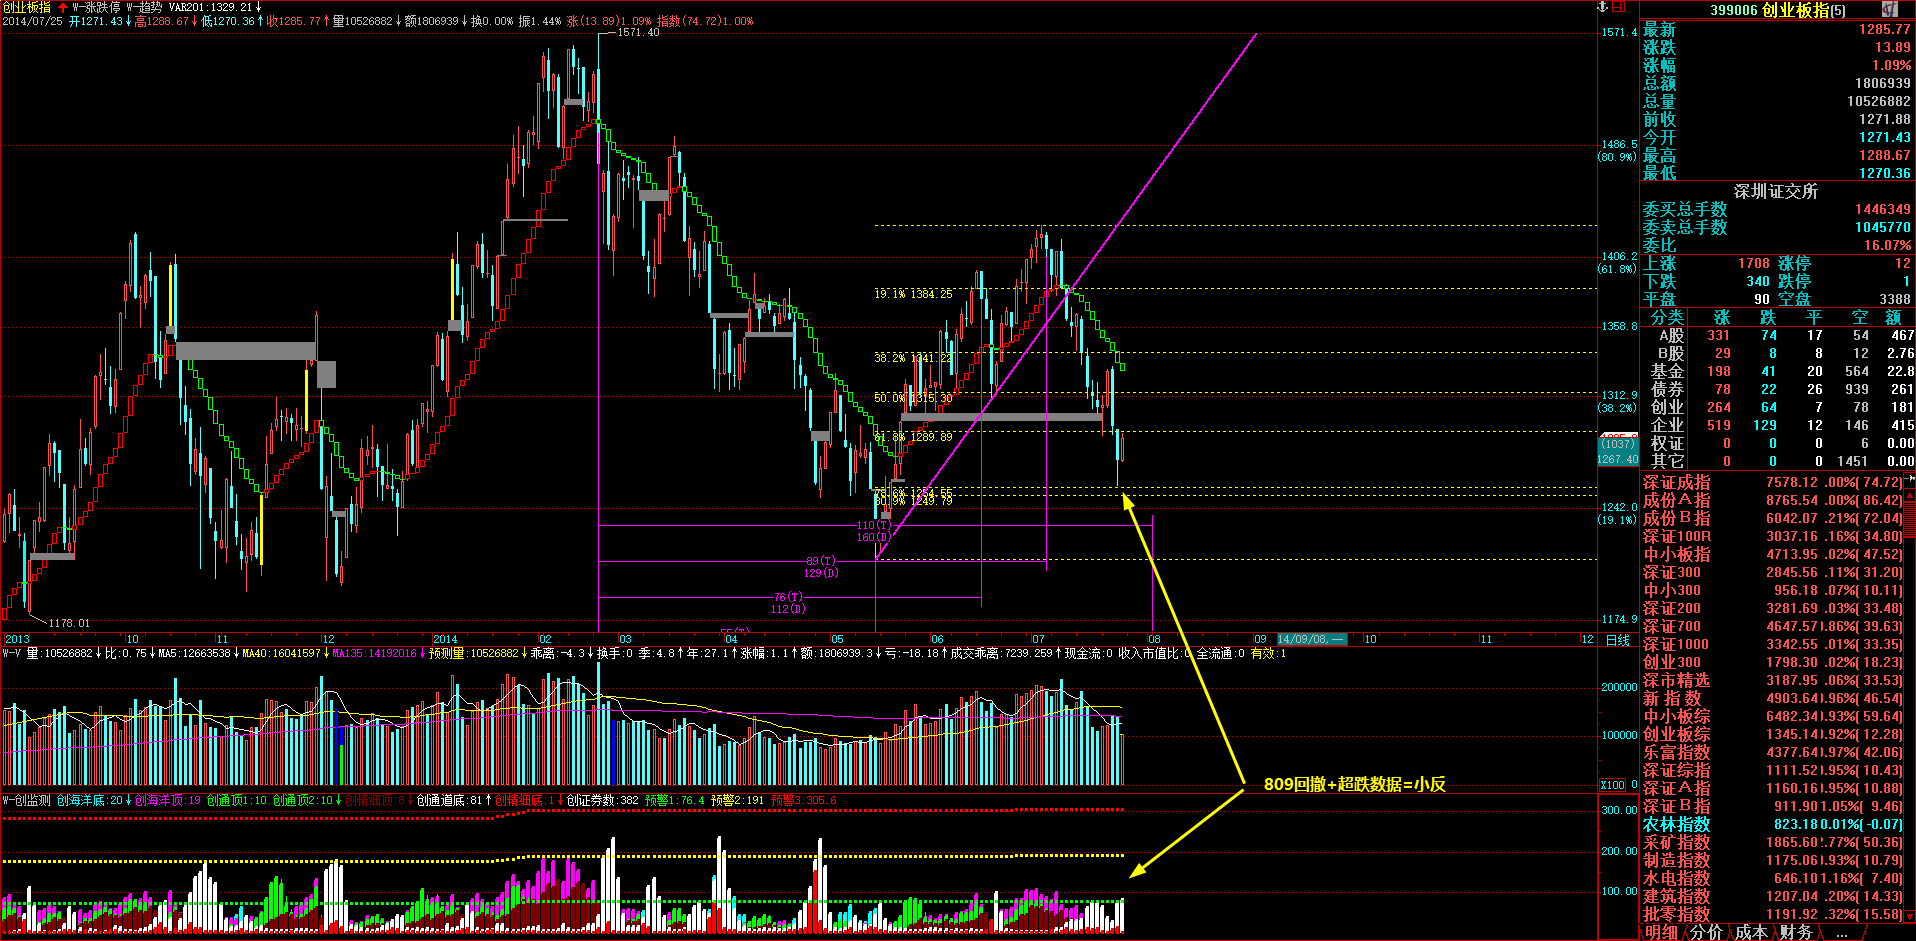 创业板指 W-涨跌停 W-趋势 VAR201:1329.21↓
2014/07/25 开1271.43↓高1288.67↓低1270.36↑收1285.77↑量10526882↓额1806939↓换0.00% 振1.44% 涨(13.89)1.09% 指数(74.72)1.00%
1571.40
1178.01
19.1% 1384.25
38.2% 1341.22
50.0% 1315.30
61.8% 1289.89
80.9% 1249.79
110(T)
160(D)
89(T)
129(D)
76(T)
112(D)
1571.4
1486.5
(80.9%)
1406.2
(61.8%)
1358.8
1312.9
(38.2%)
(1037)
1267.40
1242.0
(19.1%)
1174.9
2013 10 11 12 2014 02 03 04 05 06 07 08 09 14/09/08,一 10 11 12 日线
W-V 量:10526882↓比:0.75↓MA5:12663538↓MA40:16041597↓MA135:14192016↓预测量:10526882↓乖离:-4.3↓换手:0 季:4.8↑年:27.1↑涨幅:1.1↑额:1806939.3↓亏:-18.18↑成交乖离:7239.259↑现金流:0 收入市值比:0 全流通:0 有效:1
200000
100000
X100 0
W-创监测 创海洋底:20↓创海洋顶:19 创通顶1:10 创通顶2:10↓创精细顶:8↓创通道底:81↑创精细底:1↓创证券数:382 预警1:76.4 预警2:191 预警3:305.6
300.00
200.00
100.00
809回撤+超跌数据=小反
399006 创业板指(5)
最新 1285.77
涨跌 13.89
涨幅 1.09%
总额 1806939
总量 10526882
前收 1271.88
今开 1271.43
最高 1288.67
最低 1270.36
深圳证交所
委买总手数 1446349
委卖总手数 1045770
委比 16.07%
上涨 1708 涨停 12
下跌 340 跌停 1
平盘 90 空盘 3388
分类 涨 跌 平 空 额
A股 331 74 17 54 467
B股 29 8 8 12 2.76
基金 198 41 20 564 22.8
债券 78 22 26 939 261
创业 264 64 7 78 181
企业 519 129 12 146 415
权证 0 0 0 6 0.00
其它 0 0 0 1451 0.00
深证成指 7578.12 .00%[ 74.72]
成份A指 8765.54 .00%[ 86.42]
成份B指 6042.07 .21%[ 72.04]
深证100R 3037.16 .16%[ 34.80]
中小板指 4713.95 .02%[ 47.52]
深证300 2845.56 .11%[ 31.20]
中小300 956.18 .07%[ 10.11]
深证200 3281.69 .03%[ 33.48]
深证700 4647.57 .86%[ 39.63]
深证1000 3342.55 .01%[ 33.35]
创业300 1798.30 .02%[ 18.23]
深市精选 3187.95 .06%[ 33.53]
新指数 4903.64 .96%[ 46.54]
中小板综 6482.34 .93%[ 59.64]
创业板综 1345.14 .92%[ 12.28]
乐富指数 4377.64 .97%[ 42.06]
深证综指 1111.52 .95%[ 10.43]
深证A指 1160.16 .95%[ 10.88]
深证B指 911.90 1.05%[ 9.46]
农林指数 823.18 0.01%[ -0.07]
采矿指数 1865.60 .77%[ 50.36]
制造指数 1175.06 .93%[ 10.79]
水电指数 646.10 1.16%[ 7.40]
建筑指数 1207.04 .20%[ 14.33]
批零指数 1191.92 .32%[ 15.58]
明细 分价 成本 财务 ...